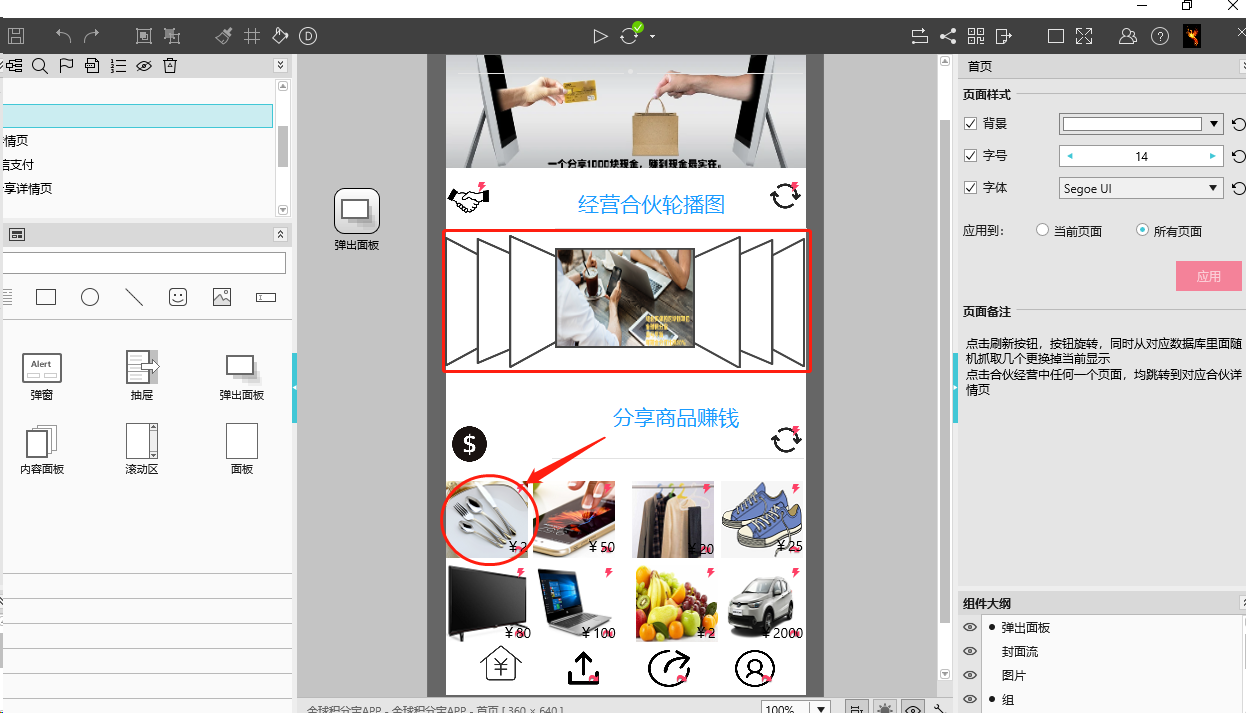 首页
页面样式
背景
字号
14
字体
Segoe UI
应用到：
当前页面
所有页面
应用
页面备注
点击刷新按钮，按钮旋转，同时从对应数据库里面随
机抓取几个更换掉当前显示
点击合伙经营中任何一个页面，均跳转到对应合伙详
情页
组件大纲
弹出面板
封面流
图片
组
情页
支付
享详情页
Alert
弹窗
抽屉
弹出面板
内容面板
滚动区
面板
弹出面板
一个分享1000块现金，赚到现金最实在。
经营合伙轮播图
分享商品赚钱
$
￥2
￥50
￥20
￥25
￥80
￥100
￥2
￥2000
全球积分宝APP - 全球积分宝APP - 首页 [ 360 × 640 ]
100%